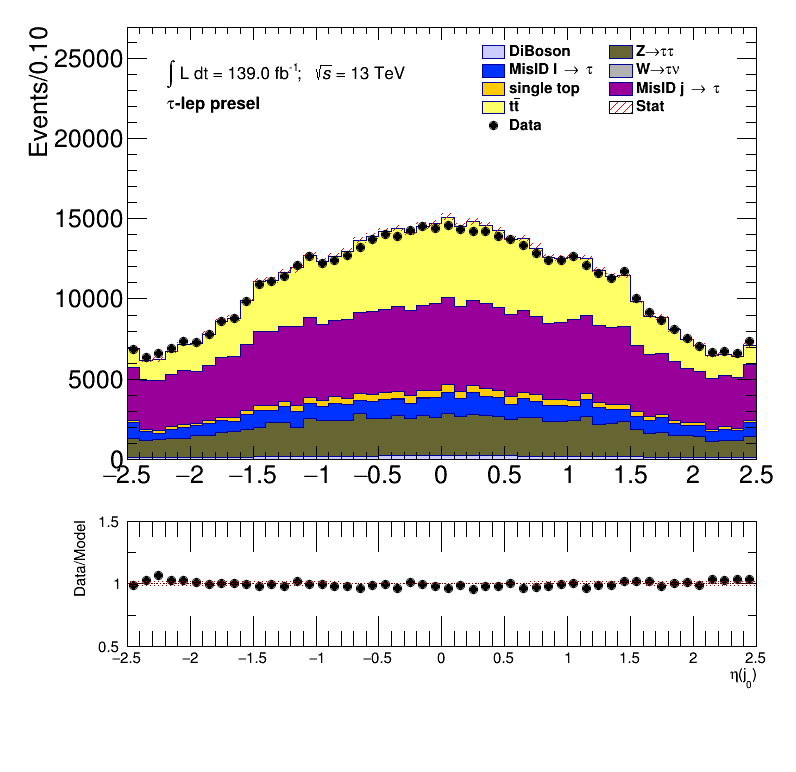 Events/0.10
25000
20000
15000
10000
5000
0
∫ L dt = 139.0 fb⁻¹; √s = 13 TeV
τ-lep presel
DiBoson
MisID l → τ
single top
tt̄
Data
Z→ττ
W→τν
MisID j → τ
Stat
−2.5 −2 −1.5 −1 −0.5 0 0.5 1 1.5 2 2.5
Data/Model
1.5
1
0.5
−2.5 −2 −1.5 −1 −0.5 0 0.5 1 1.5 2 2.5
η(j₀)